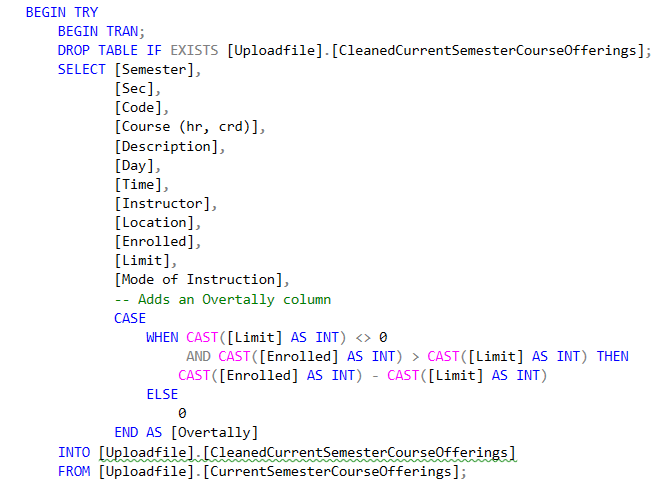 BEGIN TRY
BEGIN TRAN;
DROP TABLE IF EXISTS [Uploadfile].[CleanedCurrentSemesterCourseOfferings];
SELECT [Semester],
[Sec],
[Code],
[Course (hr, crd)],
[Description],
[Day],
[Time],
[Instructor],
[Location],
[Enrolled],
[Limit],
[Mode of Instruction],
-- Adds an Overtally column
CASE
WHEN CAST([Limit] AS INT) <> 0
AND CAST([Enrolled] AS INT) > CAST([Limit] AS INT) THEN
CAST([Enrolled] AS INT) - CAST([Limit] AS INT)
ELSE
0
END AS [Overtally]
INTO [Uploadfile].[CleanedCurrentSemesterCourseOfferings]
FROM [Uploadfile].[CurrentSemesterCourseOfferings];